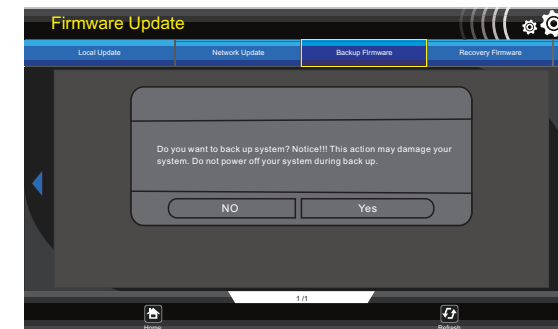 Firmware Update
Local Update
Network Update
Backup Firmware
Recovery Firmware
Do you want to back up system? Notice!!! This action may damage your
system. Do not power off your system during back up.
NO
Yes
1 /1
Home
Refresh